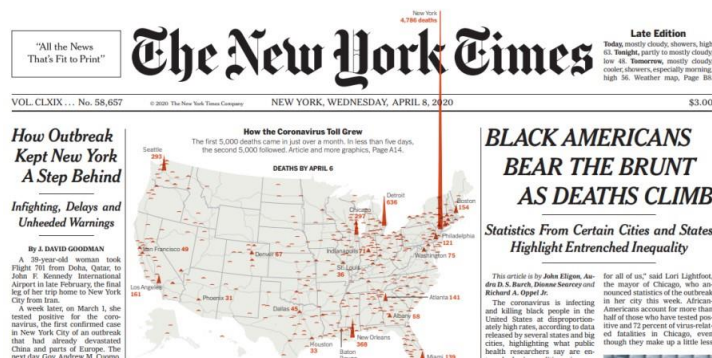 New York
4,786 deaths
"All the News
That's Fit to Print"
The New York Times
Late Edition
Today, mostly cloudy, showers, high
63. Tonight, partly to mostly cloudy,
low 48. Tomorrow, mostly cloudy,
cooler, showers, especially morning,
high 56. Weather map, Page B8.
VOL. CLXIX . . . No. 58,657
© 2020 The New York Times Company
NEW YORK, WEDNESDAY, APRIL 8, 2020
$3.00
How Outbreak
Kept New York
A Step Behind
Infighting, Delays and
Unheeded Warnings
By J. DAVID GOODMAN
A 39-year-old woman took
Flight 701 from Doha, Qatar, to
John F. Kennedy International
Airport in late February, the final
leg of her trip home to New York
City from Iran.
A week later, on March 1, she
tested positive for the coro-
navirus, the first confirmed case
in New York City of an outbreak
that had already devastated
China and parts of Europe. The
next day, Gov. Andrew M. Cuomo,
How the Coronavirus Toll Grew
The first 5,000 deaths came in just over a month. In less than five days,
the second 5,000 followed. Article and more graphics, Page A14.
DEATHS BY APRIL 6
Seattle
293
Detroit
638
Boston
154
Chicago
297
Philadelphia
121
San Francisco 49
Denver 67
Indianapolis
Washington 75
St. Louis
36
Los Angeles
161
Phoenix 31
Atlanta 141
Dallas 45
Albany 58
New Orleans
368
Houston
33
Baton
Rouge
Miami
BLACK AMERICANS
BEAR THE BRUNT
AS DEATHS CLIMB
Statistics From Certain Cities and States
Highlight Entrenched Inequality
This article is by John Eligon, Au-
dra D. S. Burch, Dionne Searcey and
Richard A. Oppel Jr.
The coronavirus is infecting
and killing black people in the
United States at disproportion-
ately high rates, according to data
released by several states and big
cities, highlighting what public
health researchers say are en-
for all of us," said Lori Lightfoot,
the mayor of Chicago, who an-
nounced statistics of the outbreak
in her city this week. African-
Americans account for more than
half of those who have tested pos-
itive and 72 percent of virus-relat-
ed fatalities in Chicago, even
though they make up a little less